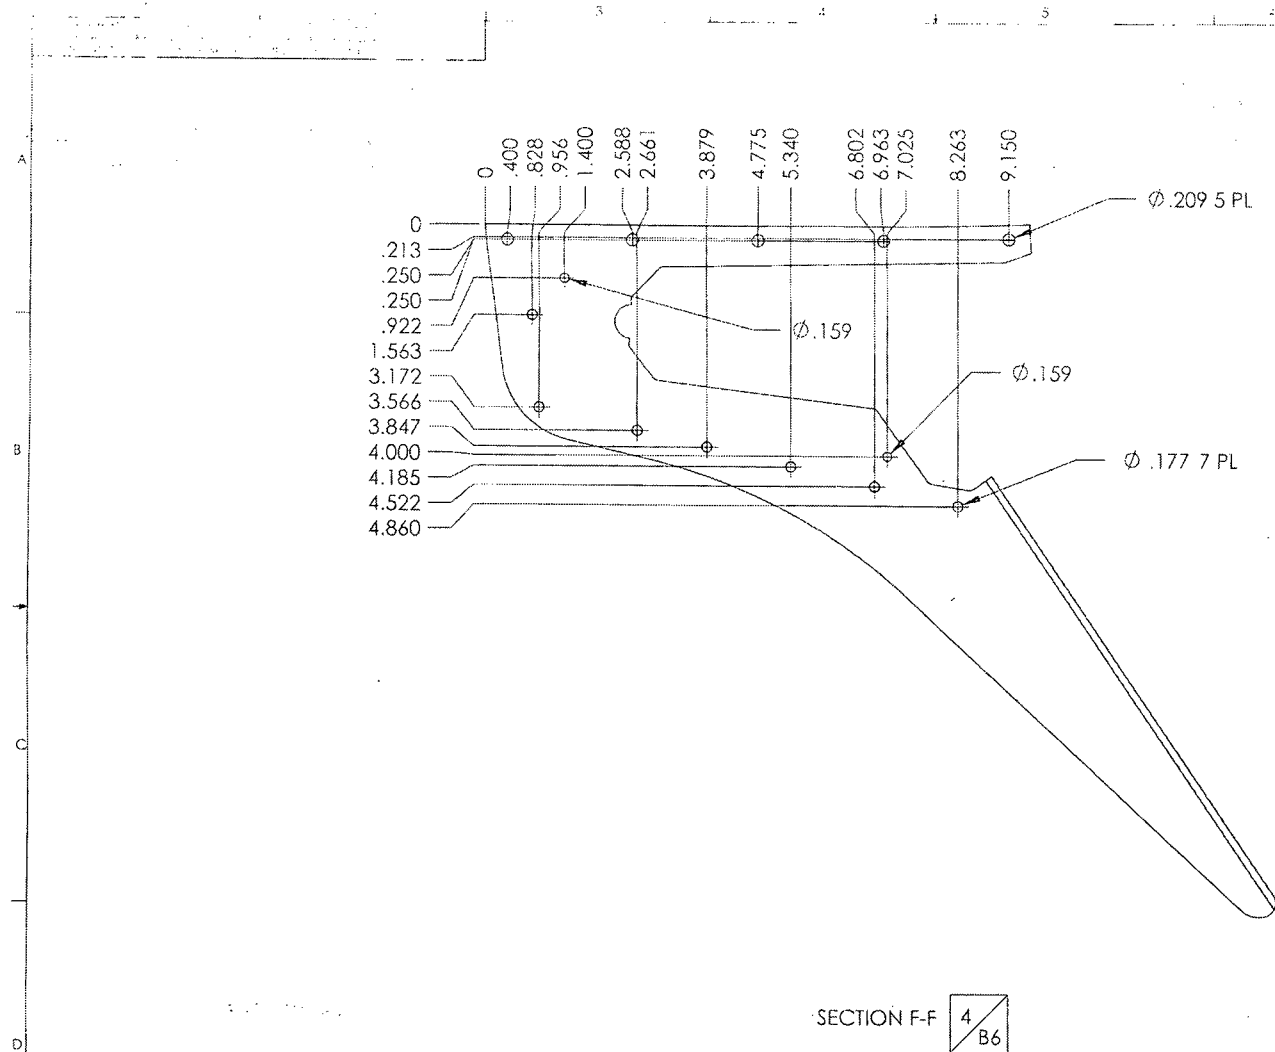 3 4 5
A
0 .400 .828 .956 1.400 2.588 2.661 3.879 4.775 5.340 6.802 6.963 7.025 8.263 9.150
∅ .209 5 PL
0
.213
.250
.250
.922
∅.159
1.563
3.172
∅.159
3.566
3.847
4.000
B
∅ .177 7 PL
4.185
4.522
4.860
C
SECTION F-F 4 B6
D